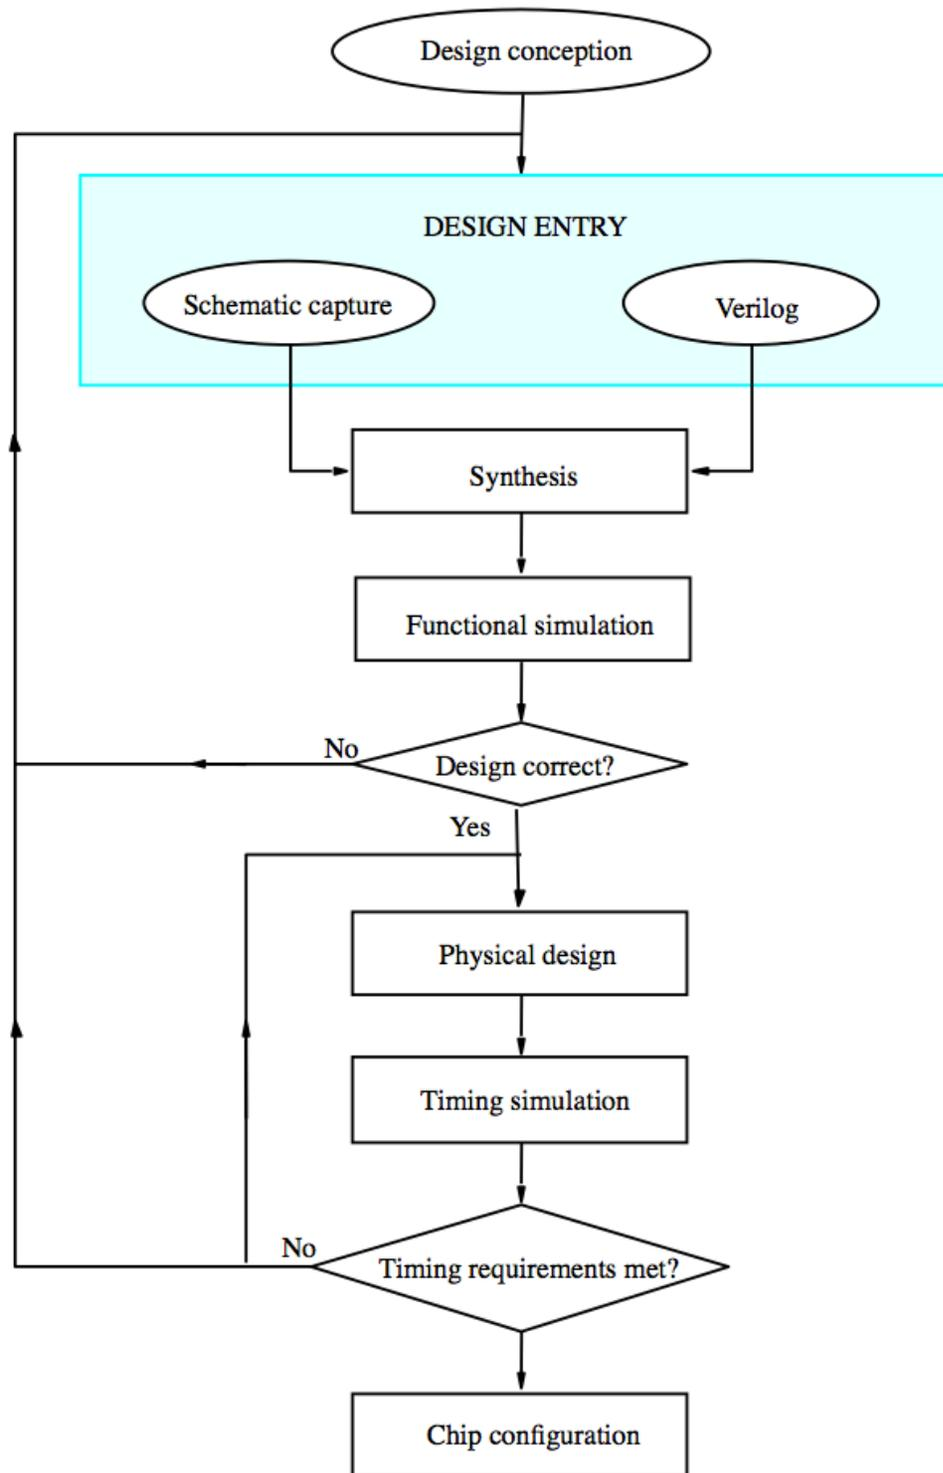 Design conception
DESIGN ENTRY
Schematic capture
Verilog
Synthesis
Functional simulation
No
Design correct?
Yes
Physical design
Timing simulation
No
Timing requirements met?
Chip configuration